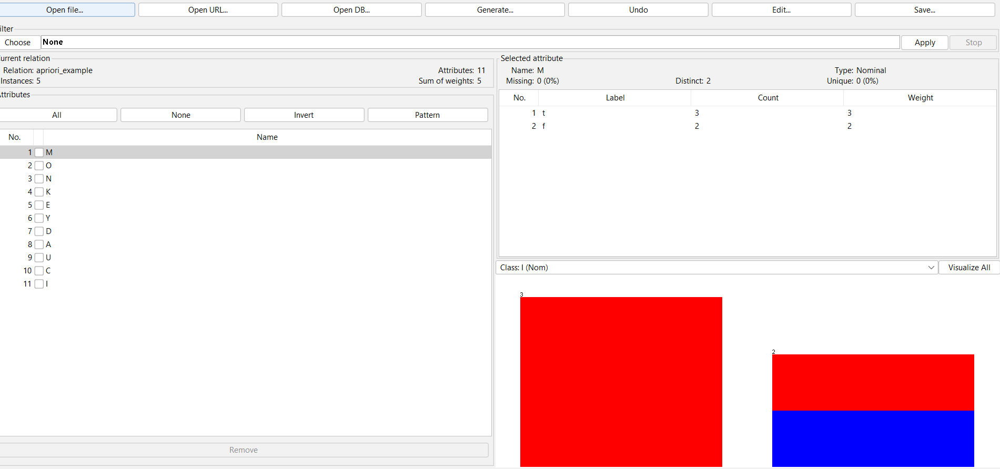 Open file... Open URL... Open DB... Generate... Undo Edit... Save...
ilter
Choose None Apply Stop
urrent relation
Relation: apriori_example Attributes: 11
Instances: 5 Sum of weights: 5
Selected attribute
Name: M Type: Nominal
Missing: 0 (0%) Distinct: 2 Unique: 0 (0%)
ttributes
All None Invert Pattern
No. Name
1 M
2 O
3 N
4 K
5 E
6 Y
7 D
8 A
9 U
10 C
11 I
Remove
No. Label Count Weight
1 t 3 3
2 f 2 2
Class: I (Nom) Visualize All
3
2